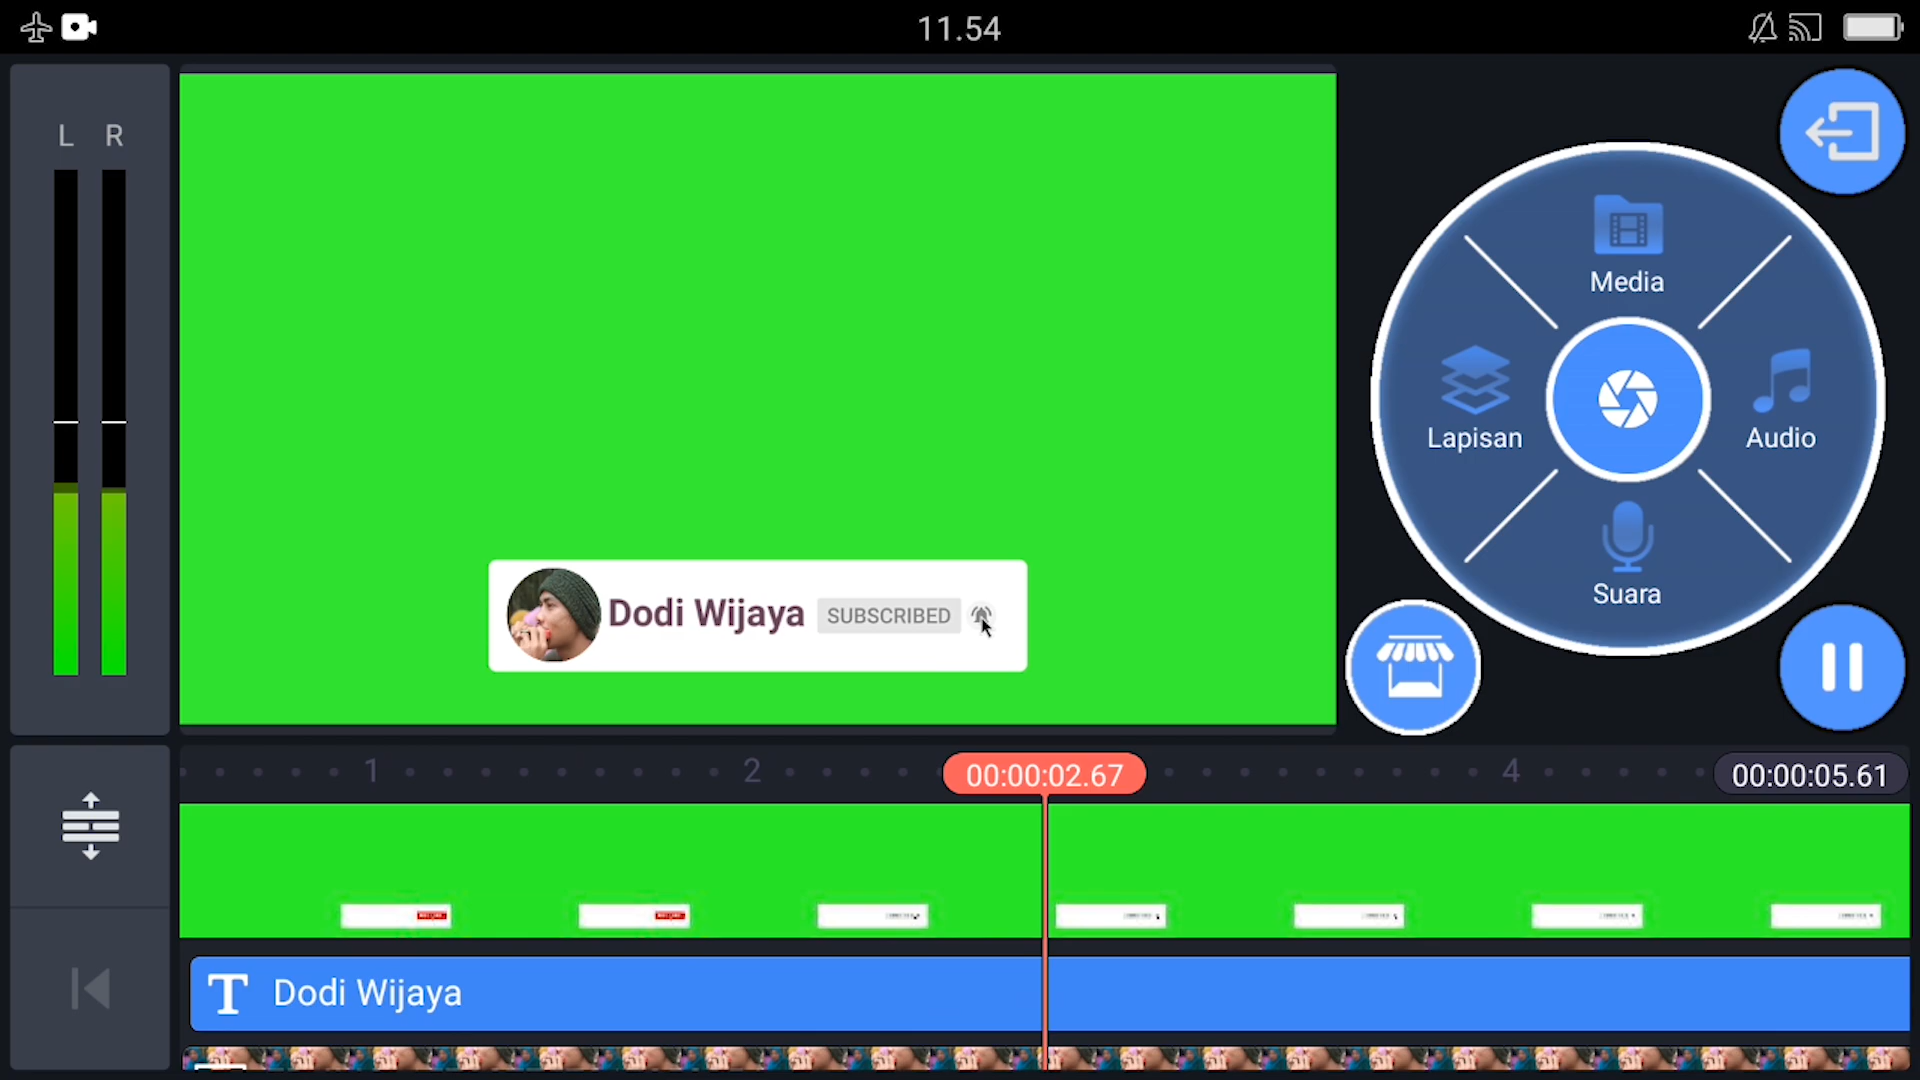 11.54
L R
Media
Lapisan
Audio
Suara
Dodi Wijaya SUBSCRIBED
1 2 00:00:02.67 4 00:00:05.61
T Dodi Wijaya